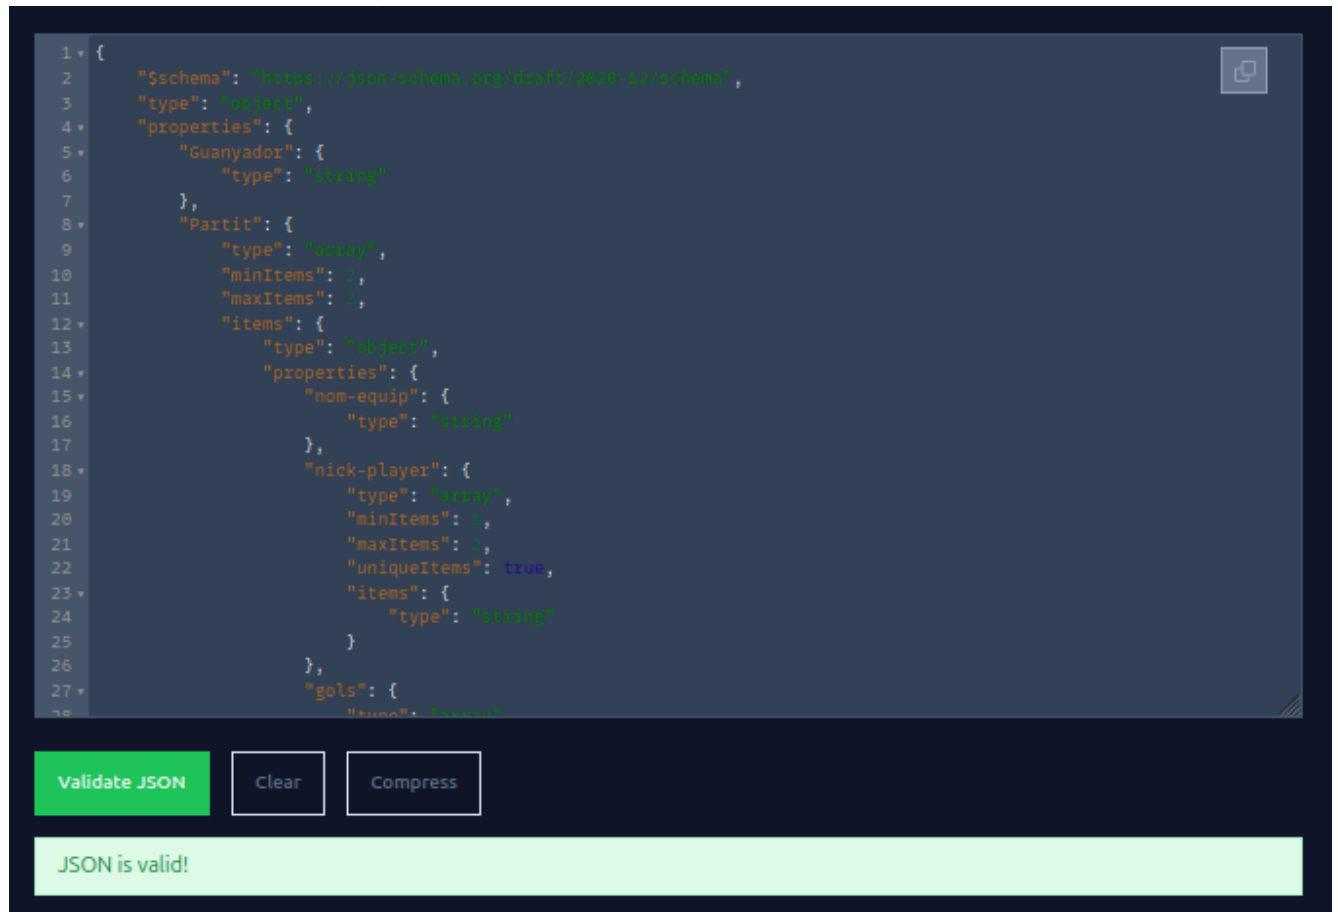 1 {
2 "$schema": "https://json-schema.org/draft/2020-12/schema",
3 "type": "object",
4 "properties": {
5 "Guanyador": {
6 "type": "string"
7 },
8 "Partit": {
9 "type": "array",
10 "minItems": 2,
11 "maxItems": 2,
12 "items": {
13 "type": "object",
14 "properties": {
15 "nom-equip": {
16 "type": "string"
17 },
18 "nick-player": {
19 "type": "array",
20 "minItems": 1,
21 "maxItems": ,
22 "uniqueItems": true,
23 "items": {
24 "type": "string"
25 }
26 },
27 "gols": {
28 "type": "array"
Validate JSON Clear Compress
JSON is valid!